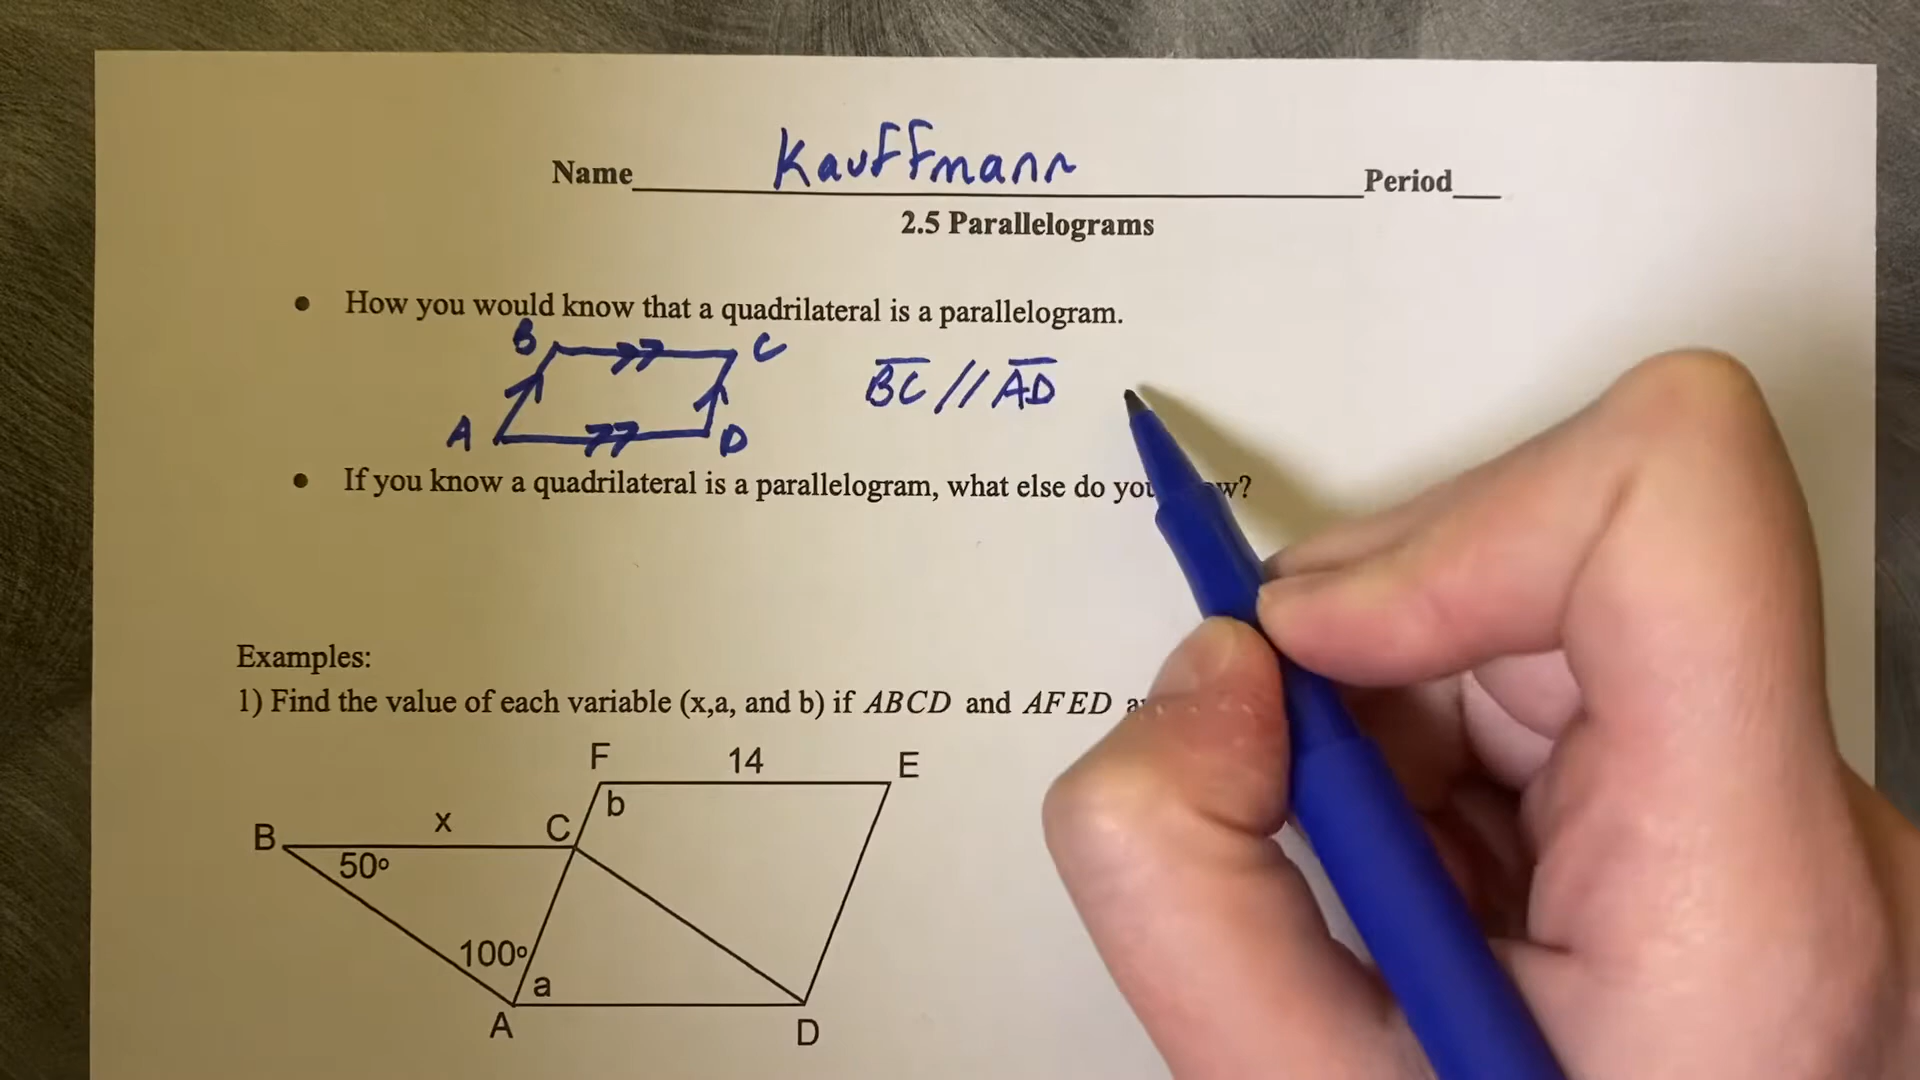 Name Kauffmann Period
2.5 Parallelograms
• How you would know that a quadrilateral is a parallelogram.
B C
BC // AD
A D
• If you know a quadrilateral is a parallelogram, what else do you
Examples:
1) Find the value of each variable (x,a, and b) if ABCD and AFED
F 14 E
b
x C
B
50°
100°
a
A D